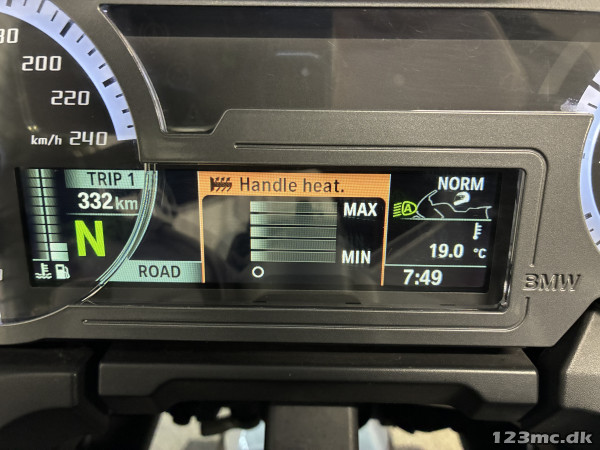 200
220
km/h 240
TRIP 1
332 km
N
ROAD
Handle heat.
MAX
MIN
NORM
A
19.0 °C
7:49
BMW
123mc.dk